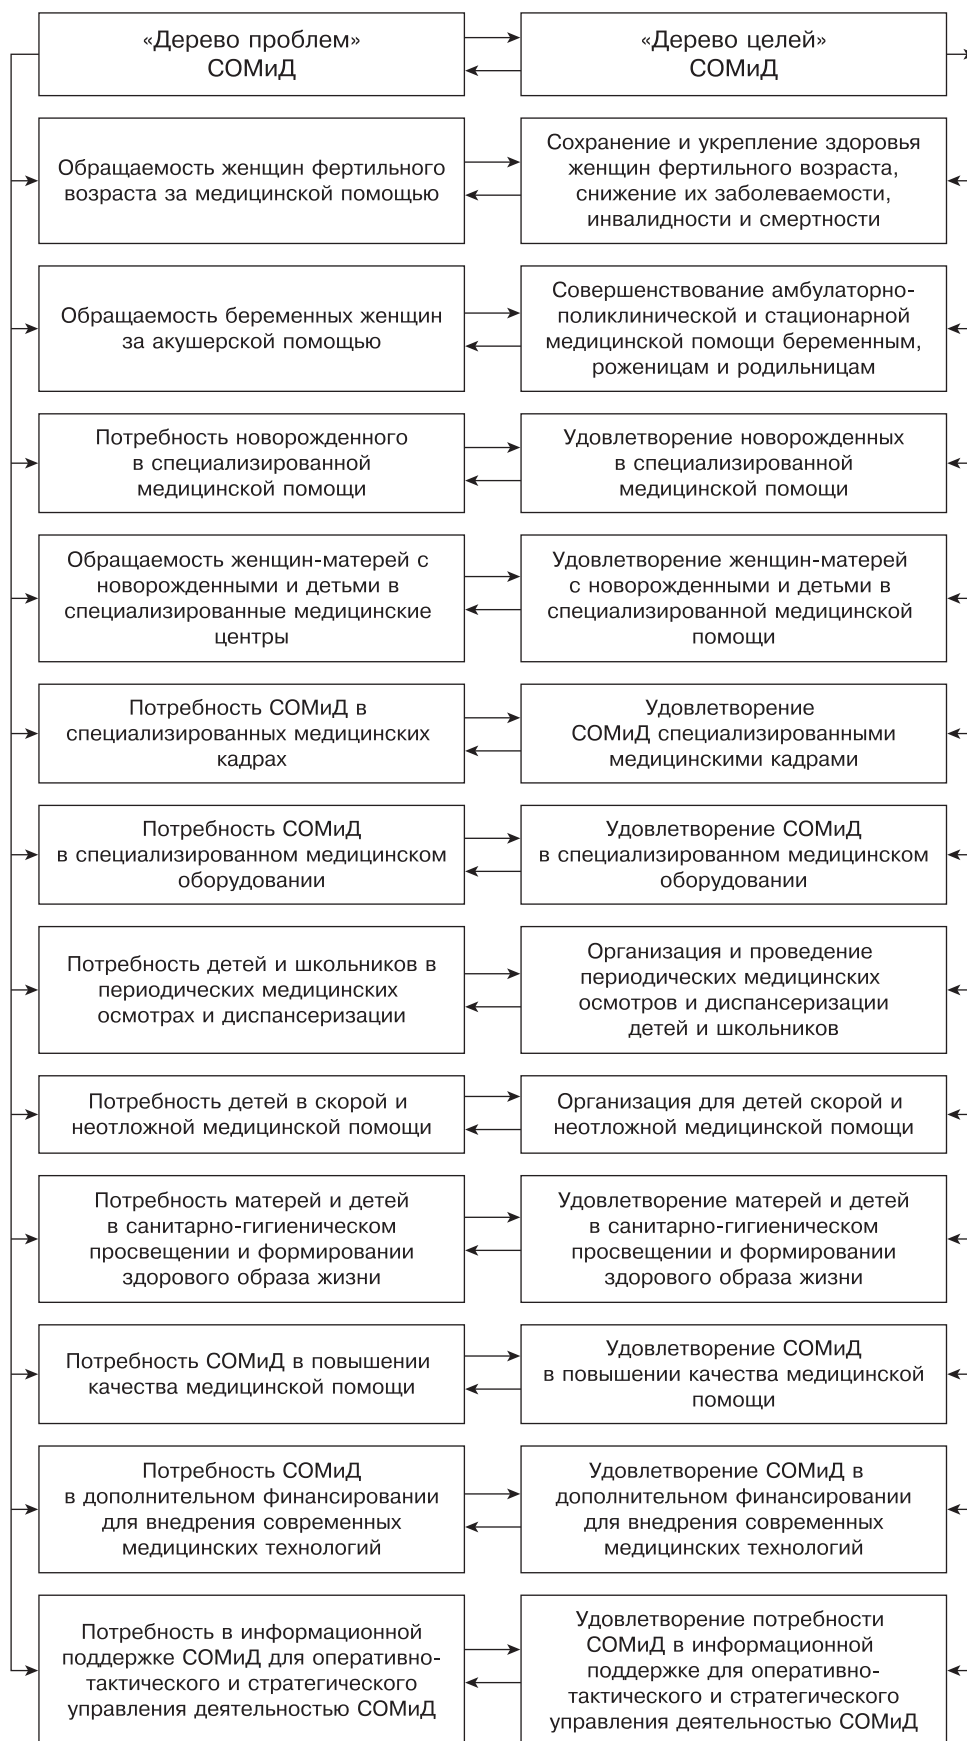 «Дерево проблем»
СОМиД
«Дерево целей»
СОМиД
Обращаемость женщин фертильного
возраста за медицинской помощью
Сохранение и укрепление здоровья
женщин фертильного возраста,
снижение их заболеваемости,
инвалидности и смертности
Обращаемость беременных женщин
за акушерской помощью
Совершенствование амбулаторно-
поликлинической и стационарной
медицинской помощи беременным,
роженицам и родильницам
Потребность новорожденного
в специализированной
медицинской помощи
Удовлетворение новорожденных
в специализированной
медицинской помощи
Обращаемость женщин-матерей с
новорожденными и детьми в
специализированные медицинские
центры
Удовлетворение женщин-матерей
с новорожденными и детьми в
специализированной медицинской
помощи
Потребность СОМиД в
специализированных медицинских
кадрах
Удовлетворение
СОМиД специализированными
медицинскими кадрами
Потребность СОМиД
в специализированном медицинском
оборудовании
Удовлетворение СОМиД
в специализированном медицинском
оборудовании
Потребность детей и школьников в
периодических медицинских
осмотрах и диспансеризации
Организация и проведение
периодических медицинских
осмотров и диспансеризации
детей и школьников
Потребность детей в скорой и
неотложной медицинской помощи
Организация для детей скорой и
неотложной медицинской помощи
Потребность матерей и детей
в санитарно-гигиеническом
просвещении и формировании
здорового образа жизни
Удовлетворение матерей и детей
в санитарно-гигиеническом
просвещении и формировании
здорового образа жизни
Потребность СОМиД в повышении
качества медицинской помощи
Удовлетворение СОМиД
в повышении качества медицинской
помощи
Потребность СОМиД
в дополнительном финансировании
для внедрения современных
медицинских технологий
Удовлетворение СОМиД в
дополнительном финансировании
для внедрения современных
медицинских технологий
Потребность в информационной
поддержке СОМиД для оперативно-
тактического и стратегического
управления деятельностью СОМиД
Удовлетворение потребности
СОМиД в информационной
поддержке для оперативно-
тактического и стратегического
управления деятельностью СОМиД